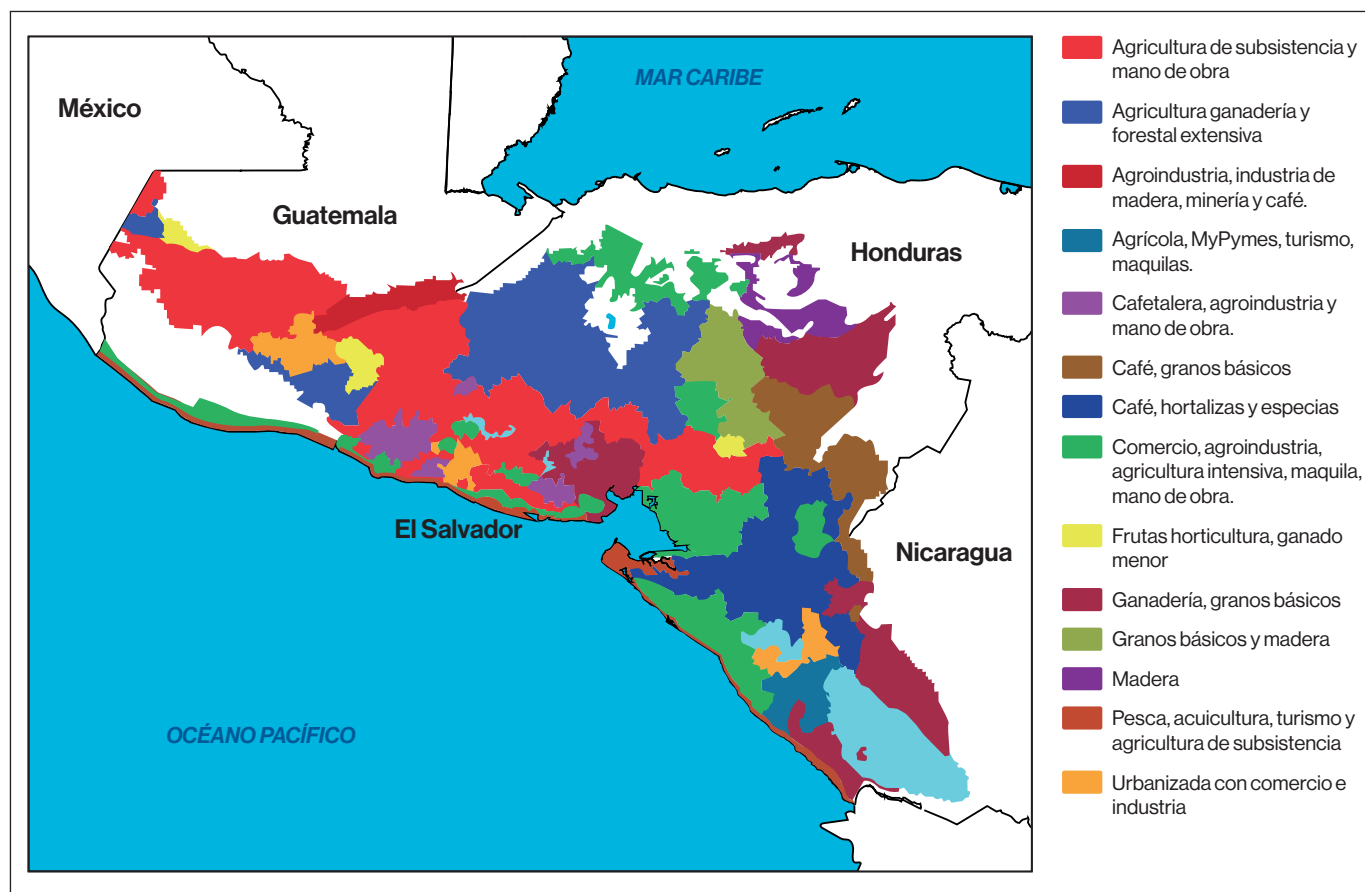 MAR CARIBE
México
Guatemala
Honduras
El Salvador
Nicaragua
OCÉANO PACÍFICO
Agricultura de subsistencia y
mano de obra
Agricultura ganadería y
forestal extensiva
Agroindustria, industria de
madera, minería y café.
Agrícola, MyPymes, turismo,
maquilas.
Cafetalera, agroindustria y
mano de obra.
Café, granos básicos
Café, hortalizas y especias
Comercio, agroindustria,
agricultura intensiva, maquila,
mano de obra.
Frutas horticultura, ganado
menor
Ganadería, granos básicos
Granos básicos y madera
Madera
Pesca, acuicultura, turismo y
agricultura de subsistencia
Urbanizada con comercio e
industria